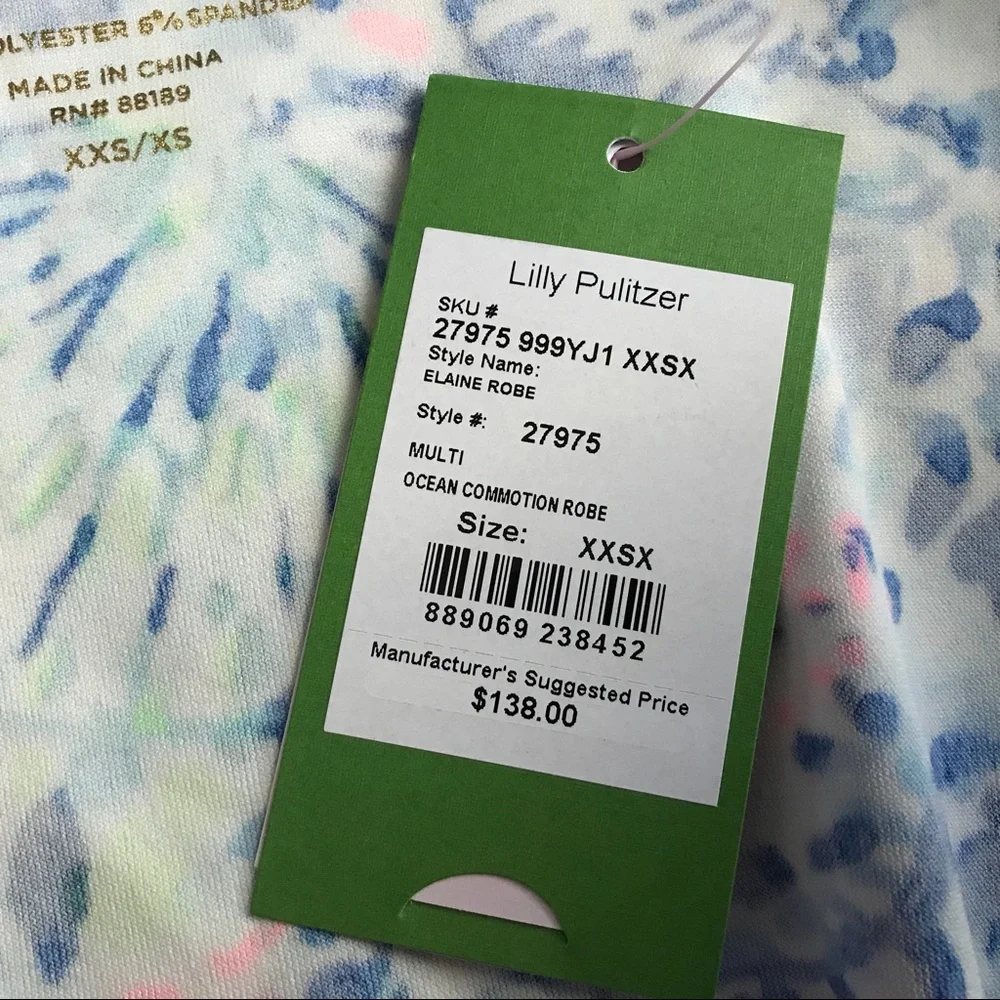 6% SPANDEX
MADE IN CHINA
RN# 88189
XXS/XS
Lilly Pulitzer
SKU #
27975 999YJ1 XXSX
Style Name:
ELAINE ROBE
Style #: 27975
MULTI
OCEAN COMMOTION ROBE
Size: XXSX
889069 238452
Manufacturer's Suggested Price
$138.00